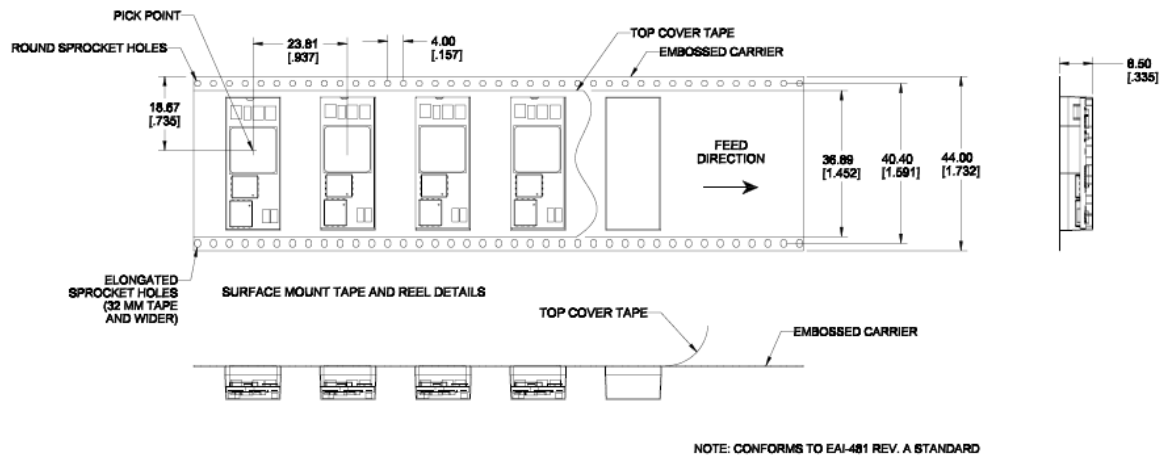 PICK POINT
ROUND SPROCKET HOLES
23.81
[.937]
4.00
[.157]
TOP COVER TAPE
EMBOSSED CARRIER
8.50
[.335]
18.67
[.735]
FEED
DIRECTION
36.89
[1.452]
40.40
[1.591]
44.00
[1.732]
ELONGATED
SPROCKET HOLES
(32 MM TAPE
AND WIDER)
SURFACE MOUNT TAPE AND REEL DETAILS
TOP COVER TAPE
EMBOSSED CARRIER
NOTE: CONFORMS TO EAI-481 REV. A STANDARD